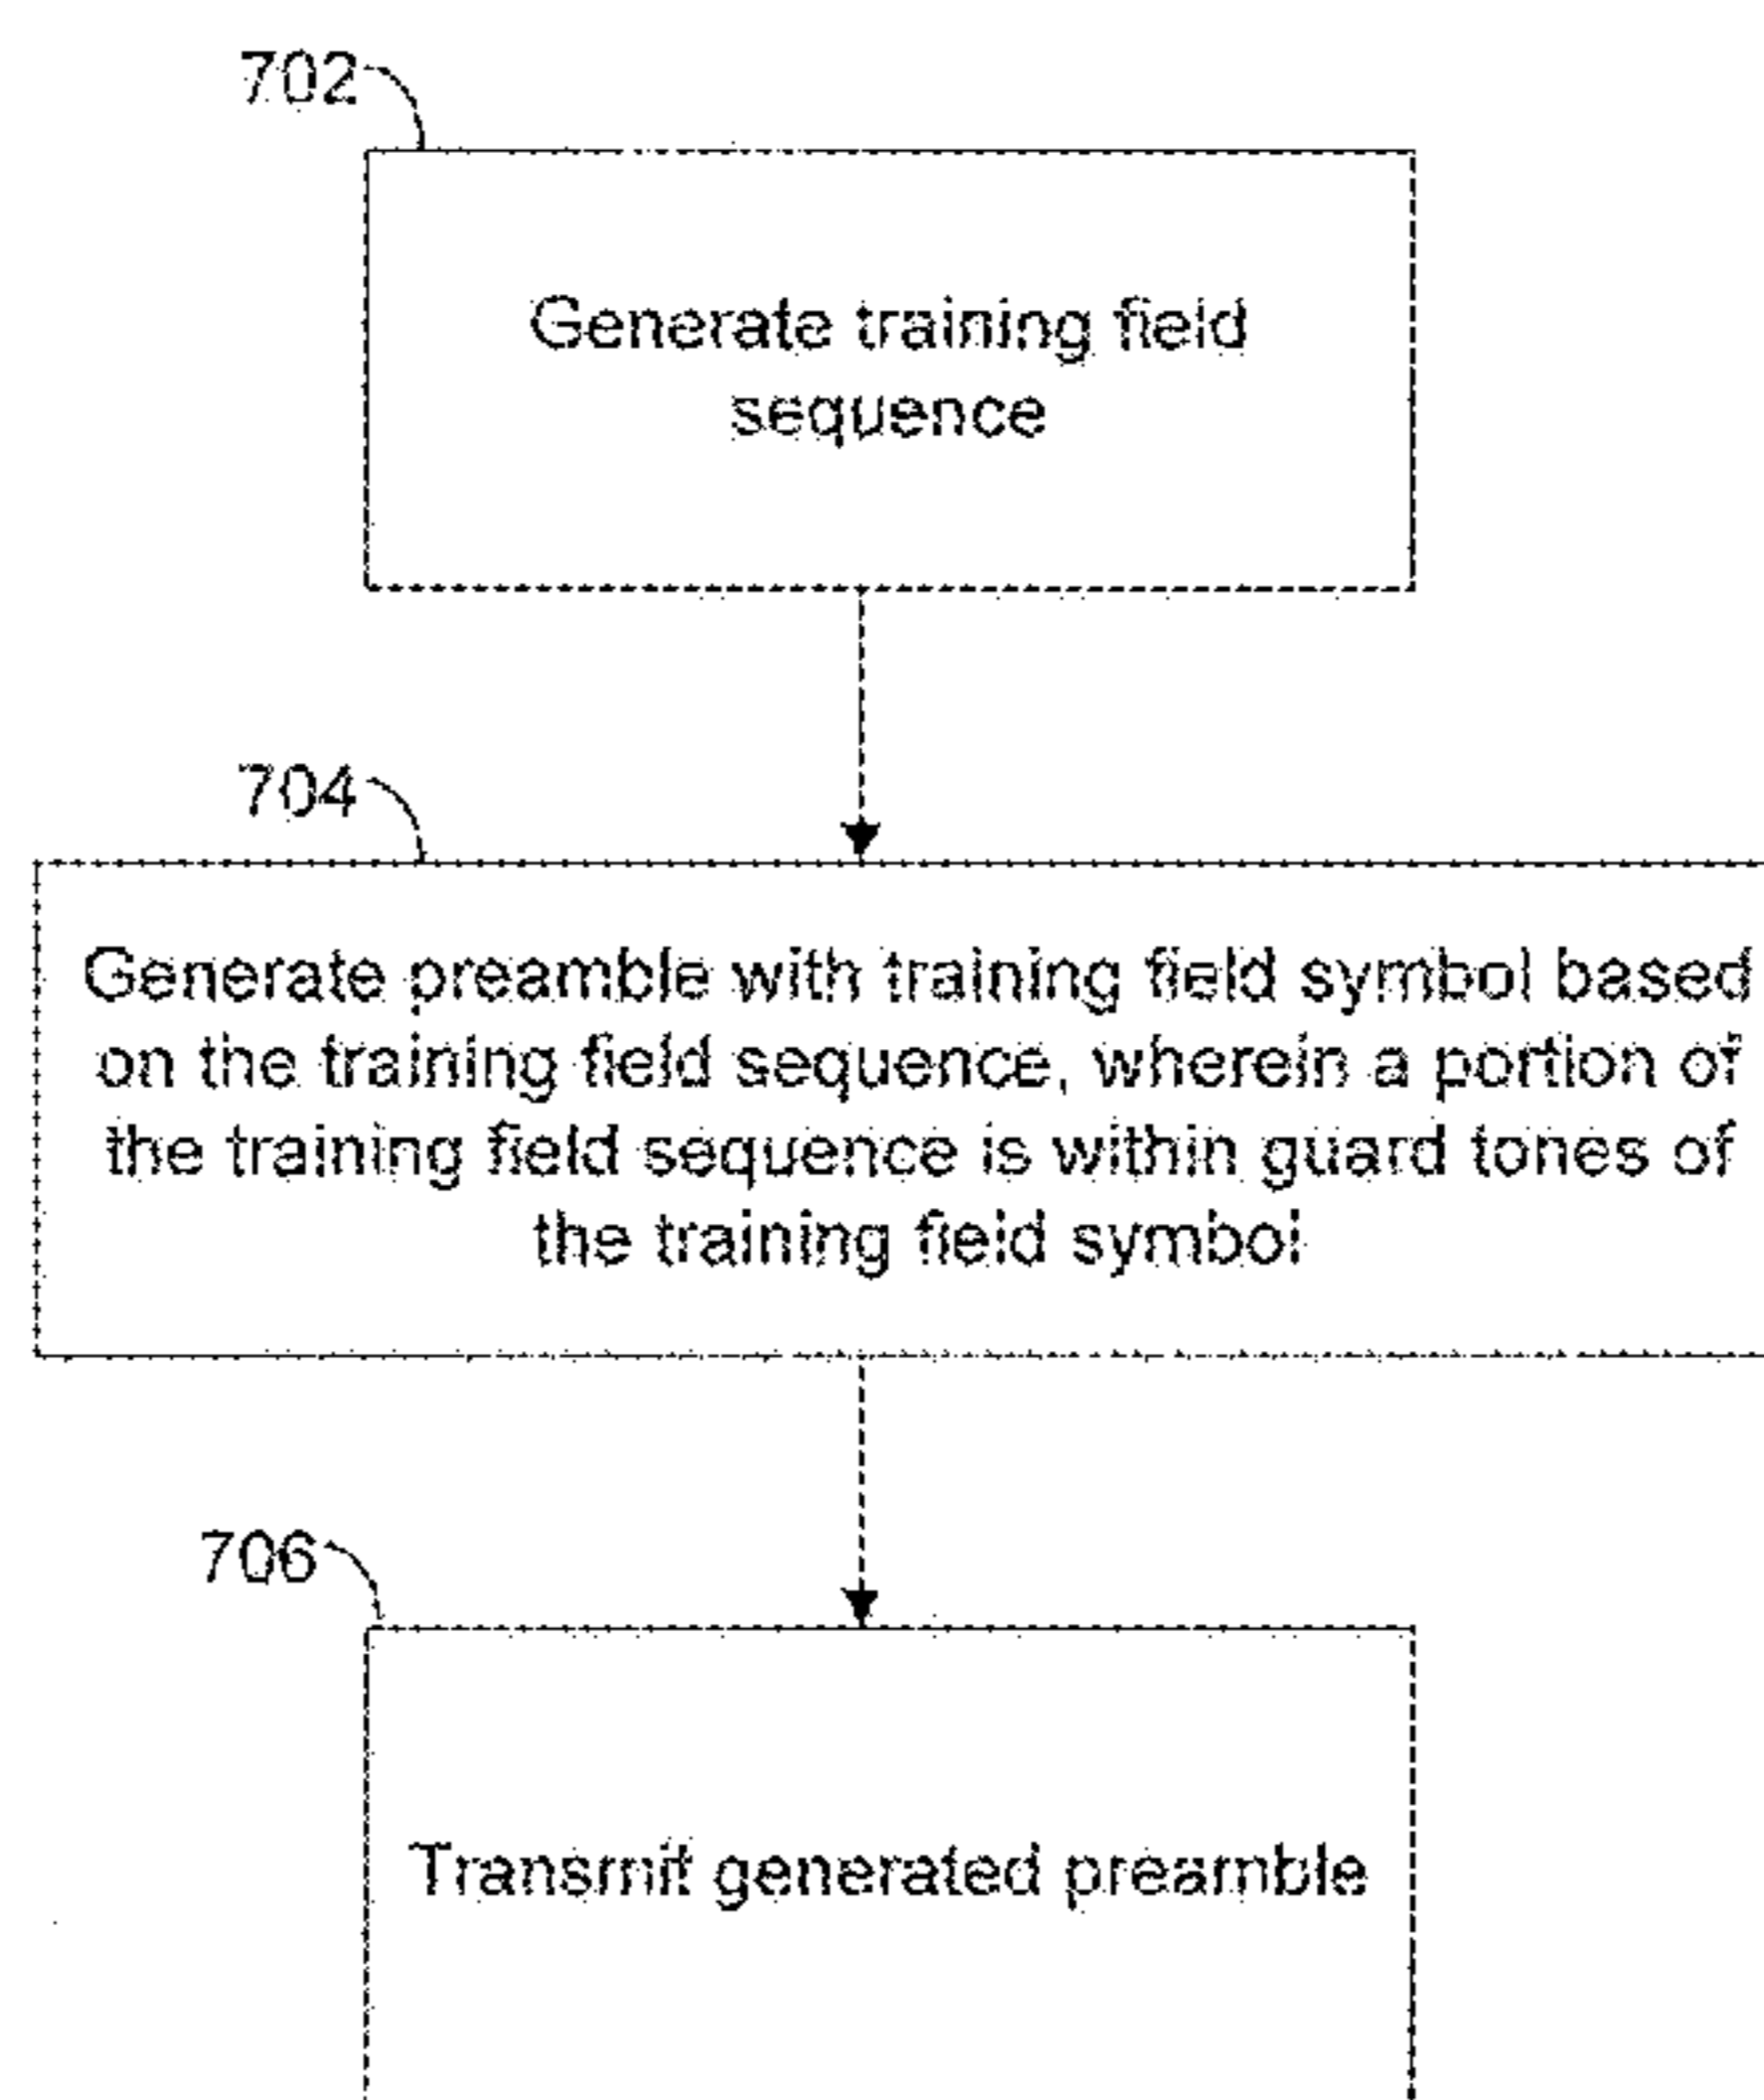 702
Generate training field
sequence
704
Generate preamble with training field symbol based
on the training field sequence, wherein a portion of
the training field sequence is within guard tones of
the training field symbol
706
Transmit generated preamble